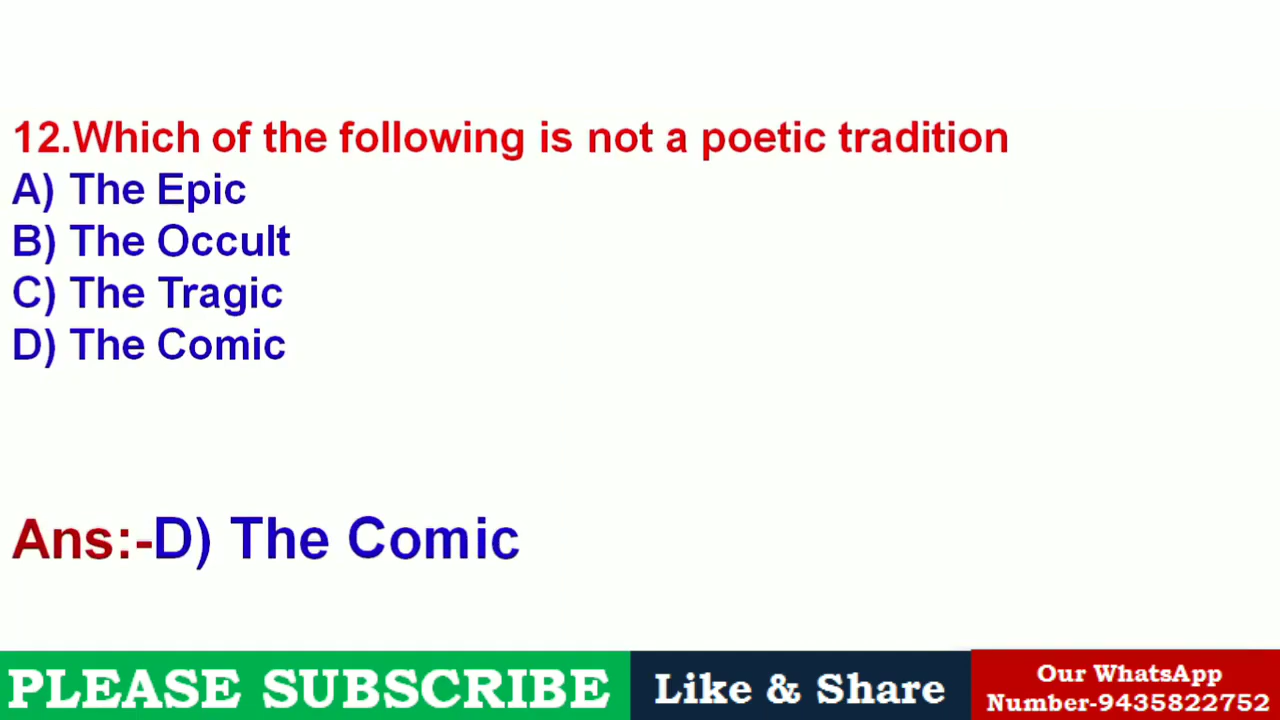 12.Which of the following is not a poetic tradition
A) The Epic
B) The Occult
C) The Tragic
D) The Comic
Ans:-D) The Comic
PLEASE SUBSCRIBE
Like & Share
Our WhatsApp
Number-9435822752